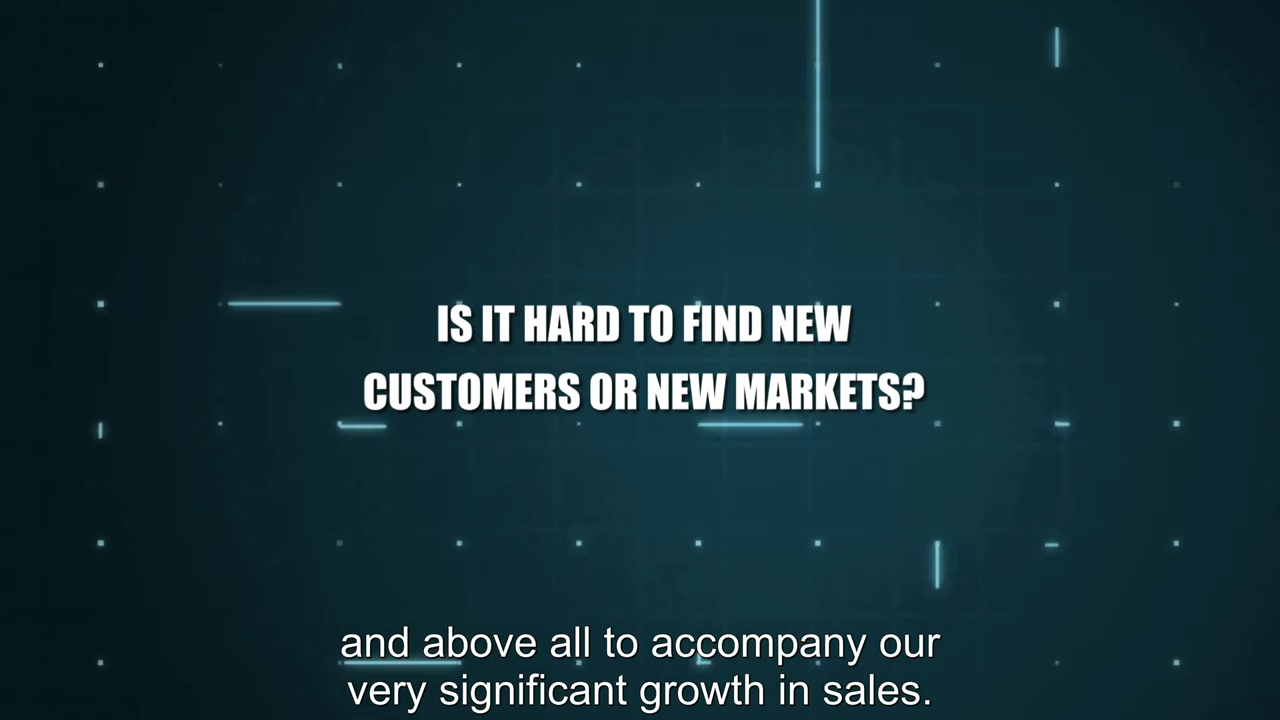 IS IT HARD TO FIND NEW
CUSTOMERS OR NEW MARKETS?
and above all to accompany our
very significant growth in sales.